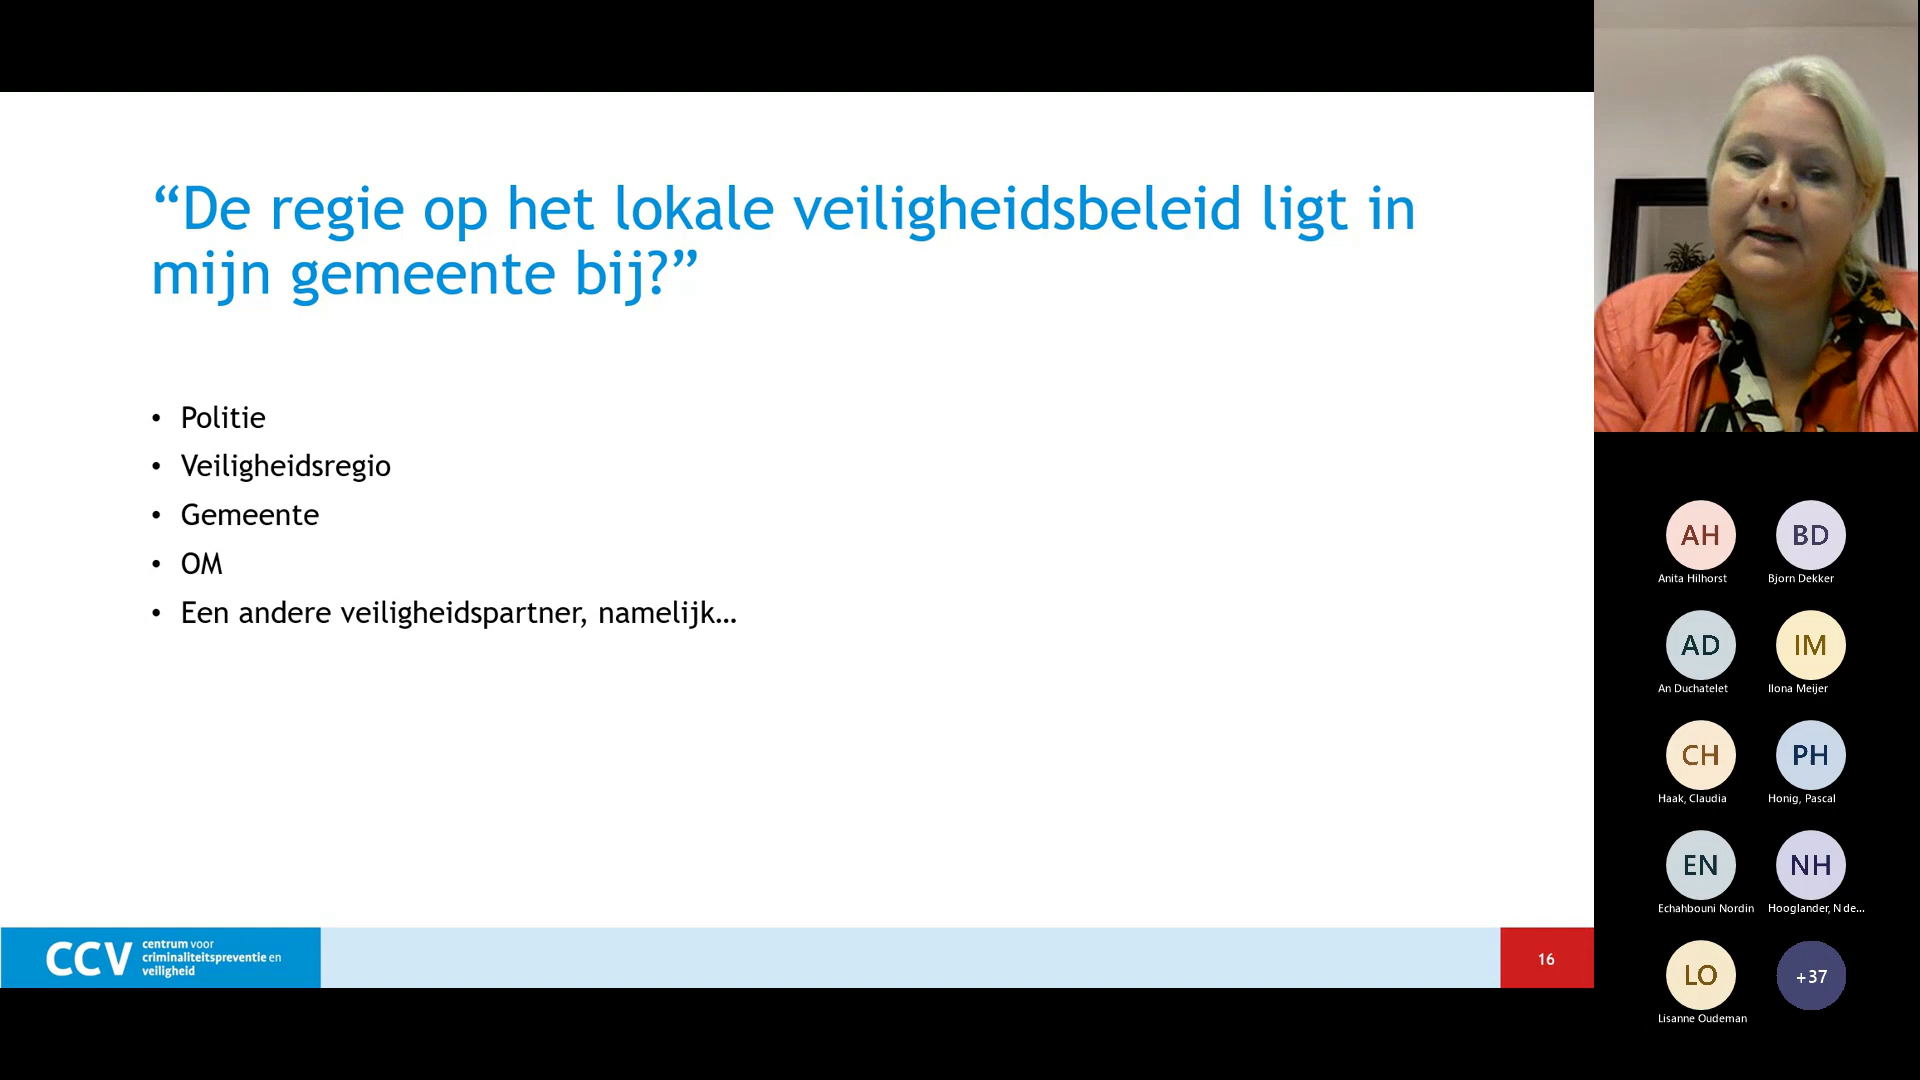 “De regie op het lokale veiligheidsbeleid ligt in
mijn gemeente bij?”
• Politie
• Veiligheidsregio
• Gemeente
• OM
• Een andere veiligheidspartner, namelijk…
CCV
centrum voor
criminaliteitspreventie en
veiligheid
16
AH
Anita Hilhorst
BD
Bjorn Dekker
AD
An Duchatelet
IM
Ilona Meijer
CH
Haak, Claudia
PH
Honig, Pascal
EN
Echahbouni Nordin
NH
Hooglander, N de...
LO
Lisanne Oudeman
+37